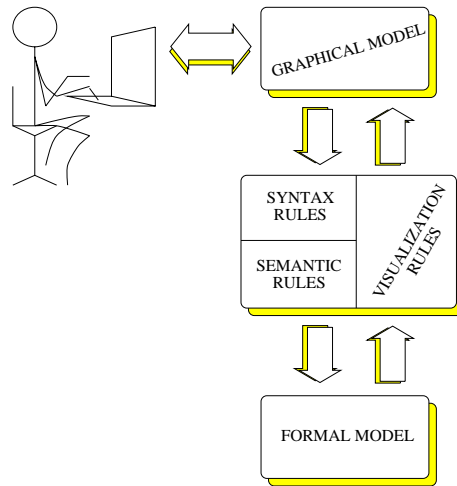 GRAPHICAL MODEL
SYNTAX
RULES
SEMANTIC
RULES
VISUALIZATION
RULES
FORMAL MODEL